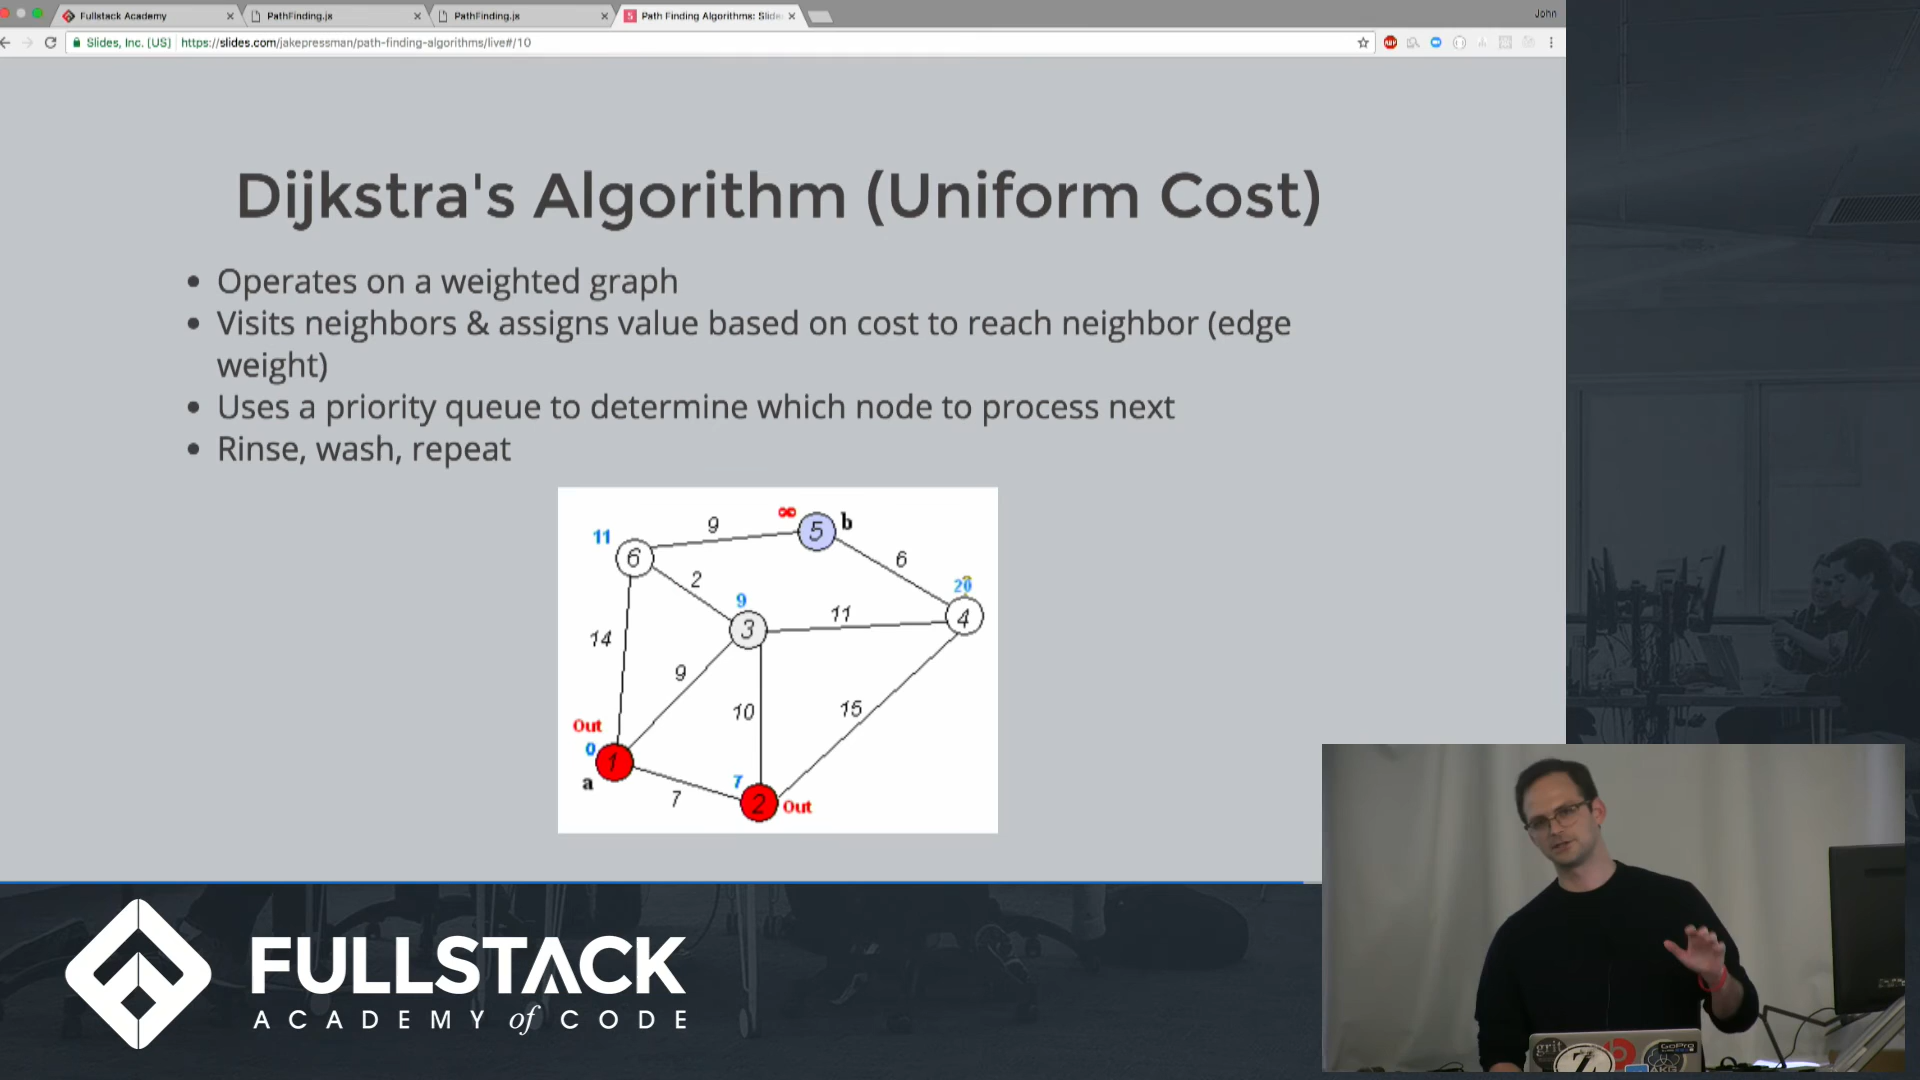 Fullstack Academy
PathFinding.js
PathFinding.js
Path Finding Algorithms: Slide
John
Slides, Inc. [US]
https://slides.com/jakepressman/path-finding-algorithms/live#/10
Dijkstra's Algorithm (Uniform Cost)
Operates on a weighted graph
Visits neighbors & assigns value based on cost to reach neighbor (edge
weight)
Uses a priority queue to determine which node to process next
Rinse, wash, repeat
∞ 5 b
9
11
6
6
2
20
9
4
3
11
14
9
10
15
Out
0
1
a
7
7
2
Out
FULLSTACK
ACADEMY of CODE
grit
Z
GoPro
AKG